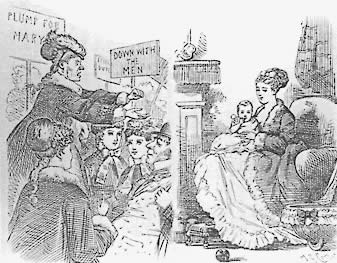 PLUMP FOR
MARY
DOWN WITH
THE
MEN